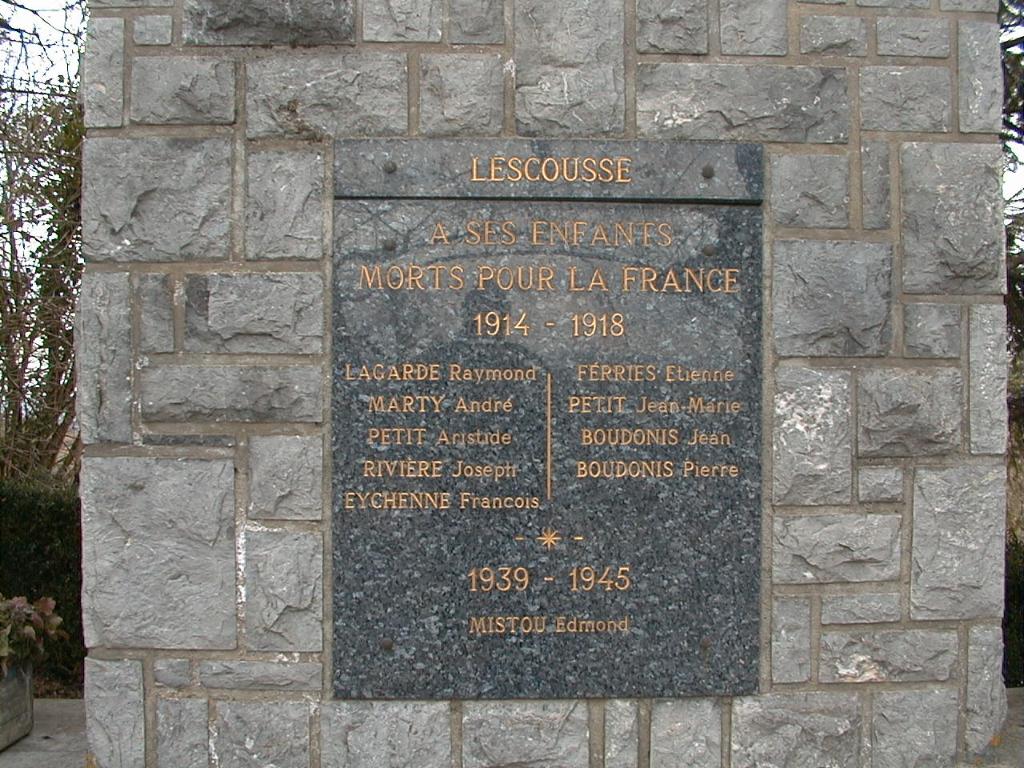 LESCOUSSE
A SES ENFANTS
MORTS POUR LA FRANCE
1914 - 1918
LAGARDE Raymond
MARTY André
PETIT Aristide
RIVIÈRE Joseph
EYCHENNE Francois
FERRIES Etienne
PETIT Jean-Marie
BOUDONIS Jean
BOUDONIS Pierre
- * -
1939 - 1945
MISTOU Edmond